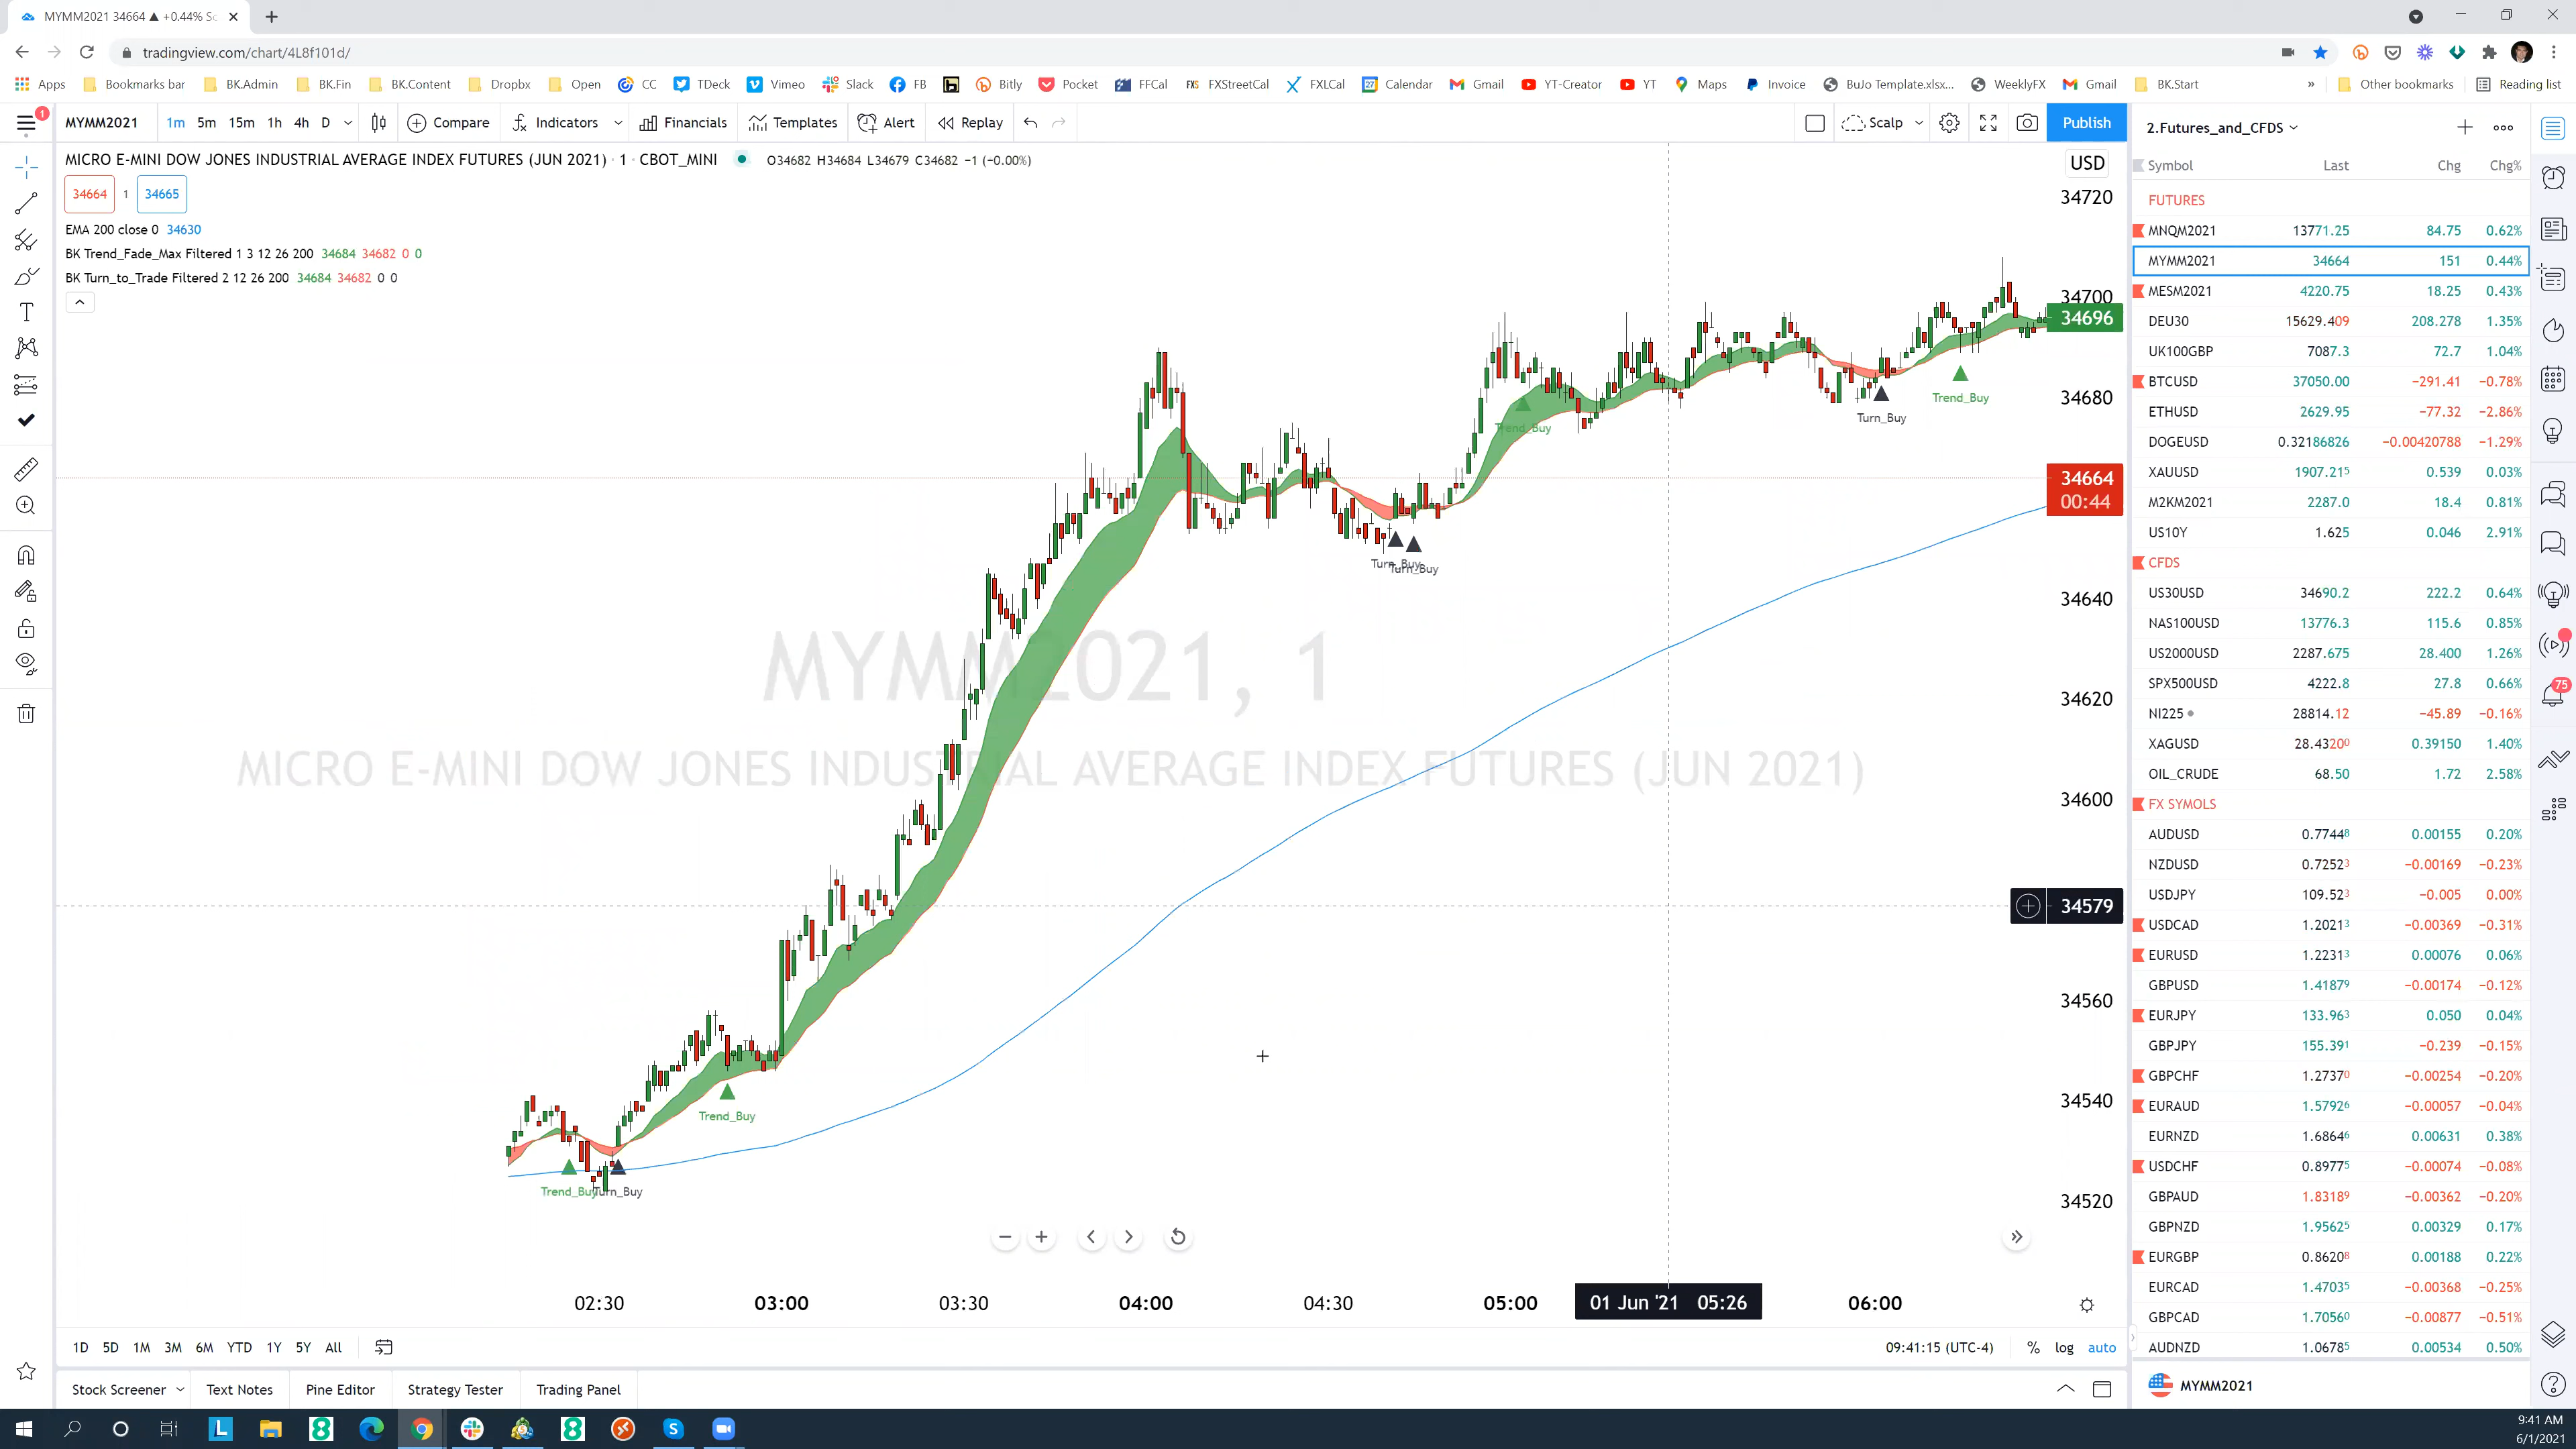 MYMM2021 34664 ▲ +0.44% Sc
tradingview.com/chart/4L8f101d/
Apps Bookmarks bar BK.Admin BK.Fin BK.Content Dropbx Open CC TDeck Vimeo Slack FB Bitly Pocket FFCal FXStreetCal FXLCal Calendar Gmail YT-Creator YT Maps Invoice BuJo Template.xlsx... WeeklyFX Gmail BK.Start » Other bookmarks Reading list
1 MYMM2021 1m 5m 15m 1h 4h D Compare Indicators Financials Templates Alert Replay Scalp Publish
MICRO E-MINI DOW JONES INDUSTRIAL AVERAGE INDEX FUTURES (JUN 2021) · 1 · CBOT_MINI O34682 H34684 L34679 C34682 −1 (−0.00%)
34664 1 34665
EMA 200 close 0 34630
BK Trend_Fade_Max Filtered 1 3 12 26 200 34684 34682 0 0
BK Turn_to_Trade Filtered 2 12 26 200 34684 34682 0 0
USD
34720
34700
34696
34680
34664
00:44
34640
34620
34600
34579
34560
34540
34520
MYMM2021, 1
MICRO E-MINI DOW JONES INDUSTRIAL AVERAGE INDEX FUTURES (JUN 2021)
Trend_Buy
Turn_Buy
Trend_Buy
Turn_Buy
Turn_Buy
Trend_Buy
Trend_Buy
Turn_Buy
02:30 03:00 03:30 04:00 04:30 05:00 01 Jun '21 05:26 06:00
1D 5D 1M 3M 6M YTD 1Y 5Y All 09:41:15 (UTC-4) % log auto
Stock Screener Text Notes Pine Editor Strategy Tester Trading Panel
2.Futures_and_CFDS
Symbol Last Chg Chg%
FUTURES
MNQM2021 13771.25 84.75 0.62%
MYMM2021 34664 151 0.44%
MESM2021 4220.75 18.25 0.43%
DEU30 15629.409 208.278 1.35%
UK100GBP 7087.3 72.7 1.04%
BTCUSD 37050.00 −291.41 −0.78%
ETHUSD 2629.95 −77.32 −2.86%
DOGEUSD 0.32186826 −0.00420788 −1.29%
XAUUSD 1907.215 0.539 0.03%
M2KM2021 2287.0 18.4 0.81%
US10Y 1.625 0.046 2.91%
CFDS
US30USD 34690.2 222.2 0.64%
NAS100USD 13776.3 115.6 0.85%
US2000USD 2287.675 28.400 1.26%
SPX500USD 4222.8 27.8 0.66%
NI225 28814.12 −45.89 −0.16%
XAGUSD 28.4320 0.39150 1.40%
OIL_CRUDE 68.50 1.72 2.58%
FX SYMOLS
AUDUSD 0.77448 0.00155 0.20%
NZDUSD 0.72523 −0.00169 −0.23%
USDJPY 109.523 −0.005 0.00%
USDCAD 1.20213 −0.00369 −0.31%
EURUSD 1.22313 0.00076 0.06%
GBPUSD 1.41879 −0.00174 −0.12%
EURJPY 133.963 0.050 0.04%
GBPJPY 155.391 −0.239 −0.15%
GBPCHF 1.27370 −0.00254 −0.20%
EURAUD 1.57926 −0.00057 −0.04%
EURNZD 1.68646 0.00631 0.38%
USDCHF 0.89775 −0.00074 −0.08%
GBPAUD 1.83189 −0.00362 −0.20%
GBPNZD 1.95625 0.00329 0.17%
EURGBP 0.86208 0.00188 0.22%
EURCAD 1.47035 −0.00368 −0.25%
GBPCAD 1.70560 −0.00877 −0.51%
AUDNZD 1.06785 0.00534 0.50%
MYMM2021
75
9:41 AM
6/1/2021